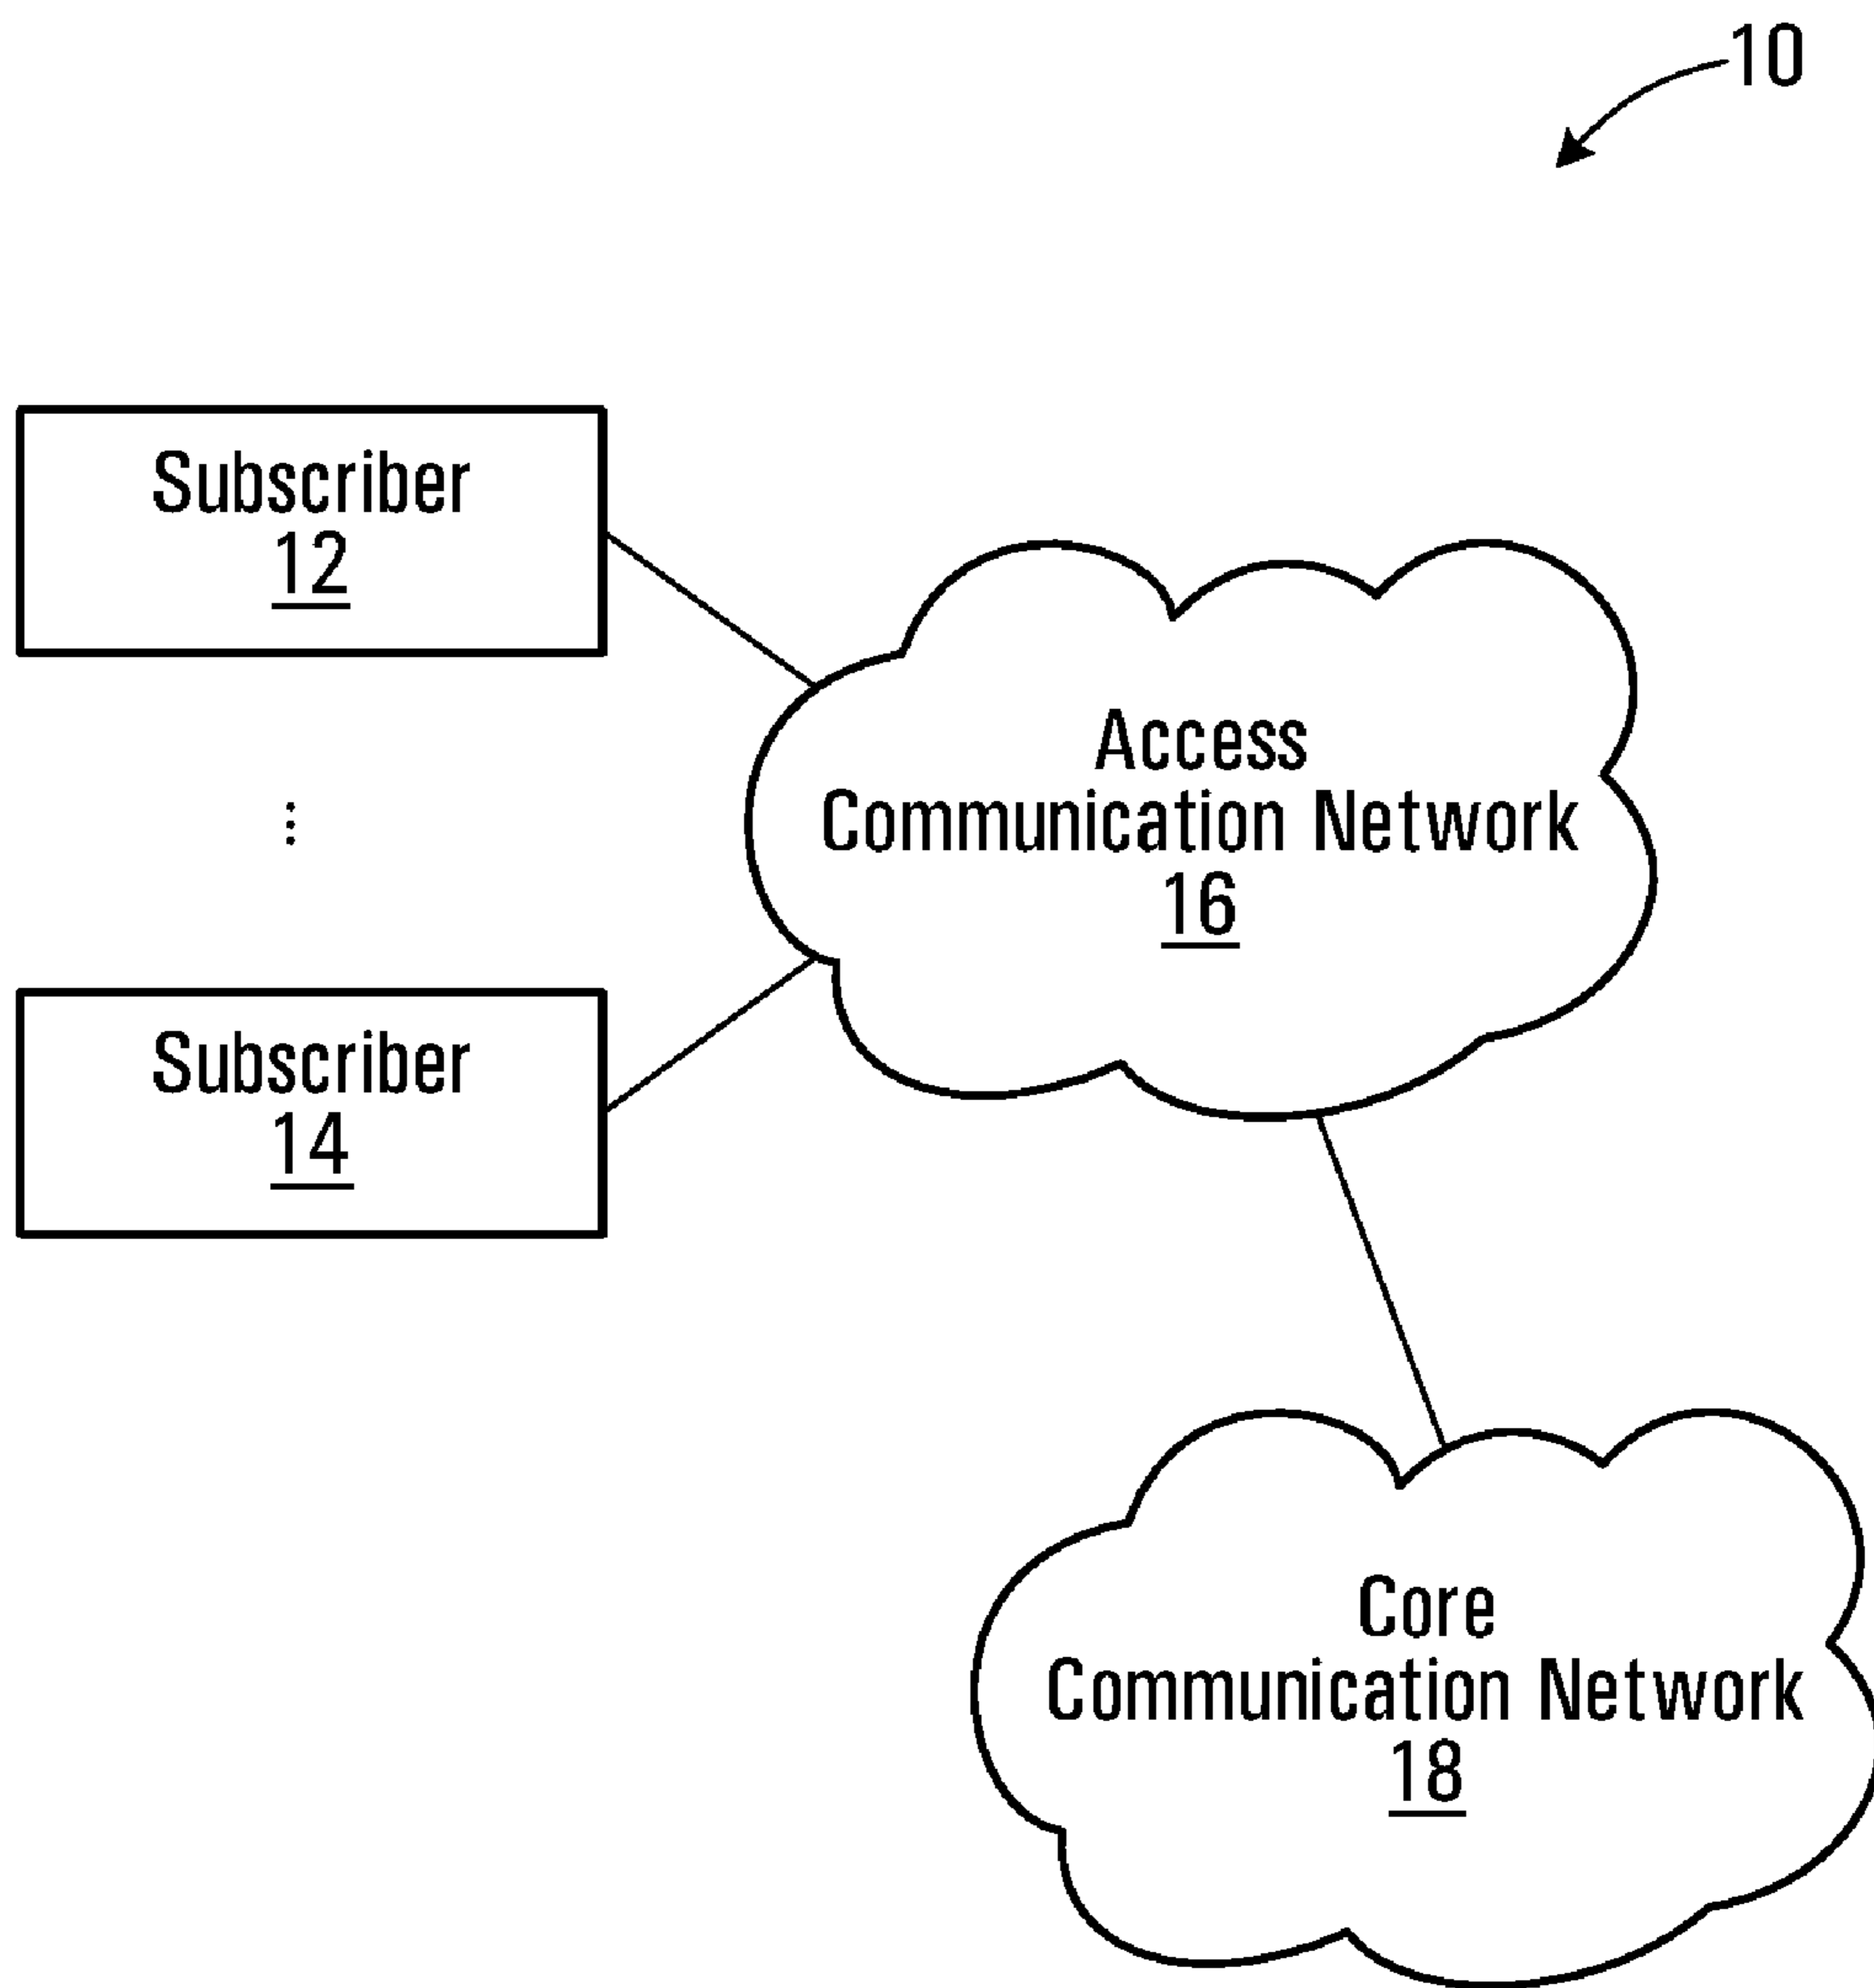 10
Subscriber
12
Access
Communication Network
16
Subscriber
14
Core
Communication Network
18